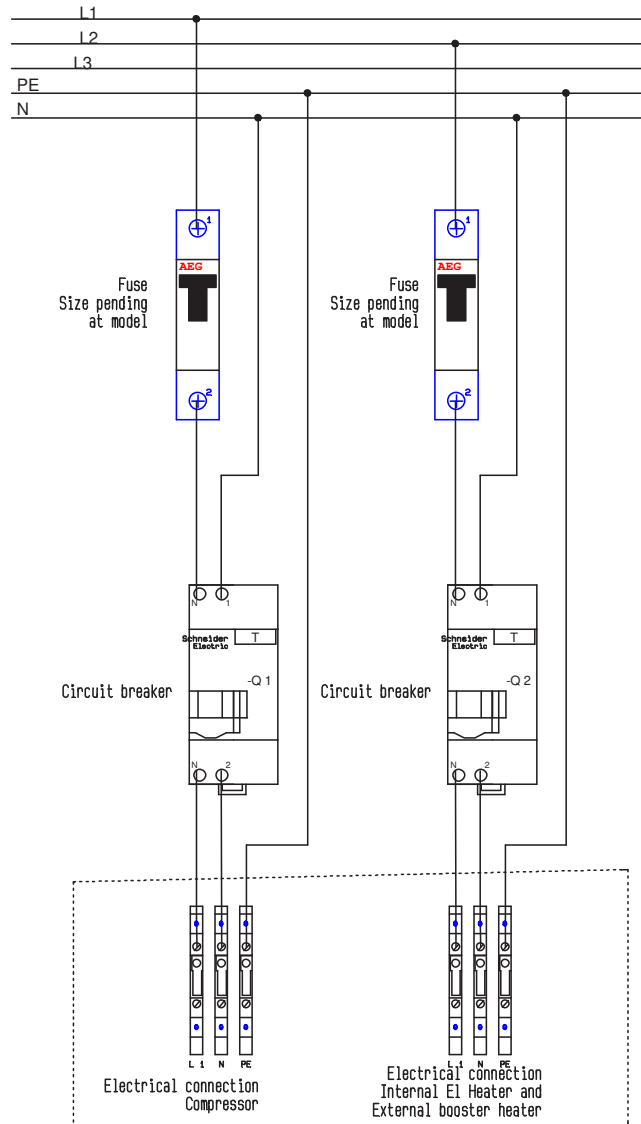 L1
L2
L3
PE
N
1
1
AEG
AEG
Fuse
Size pending
at model
Fuse
Size pending
at model
2
2
N 1
N 1
Schneider
Electric
T
Schneider
Electric
T
-Q 1
-Q 2
Circuit breaker
Circuit breaker
N 2
N 2
L 1 N PE
L 1 N PE
Electrical connection
Compressor
Electrical connection
Internal El Heater and
External booster heater